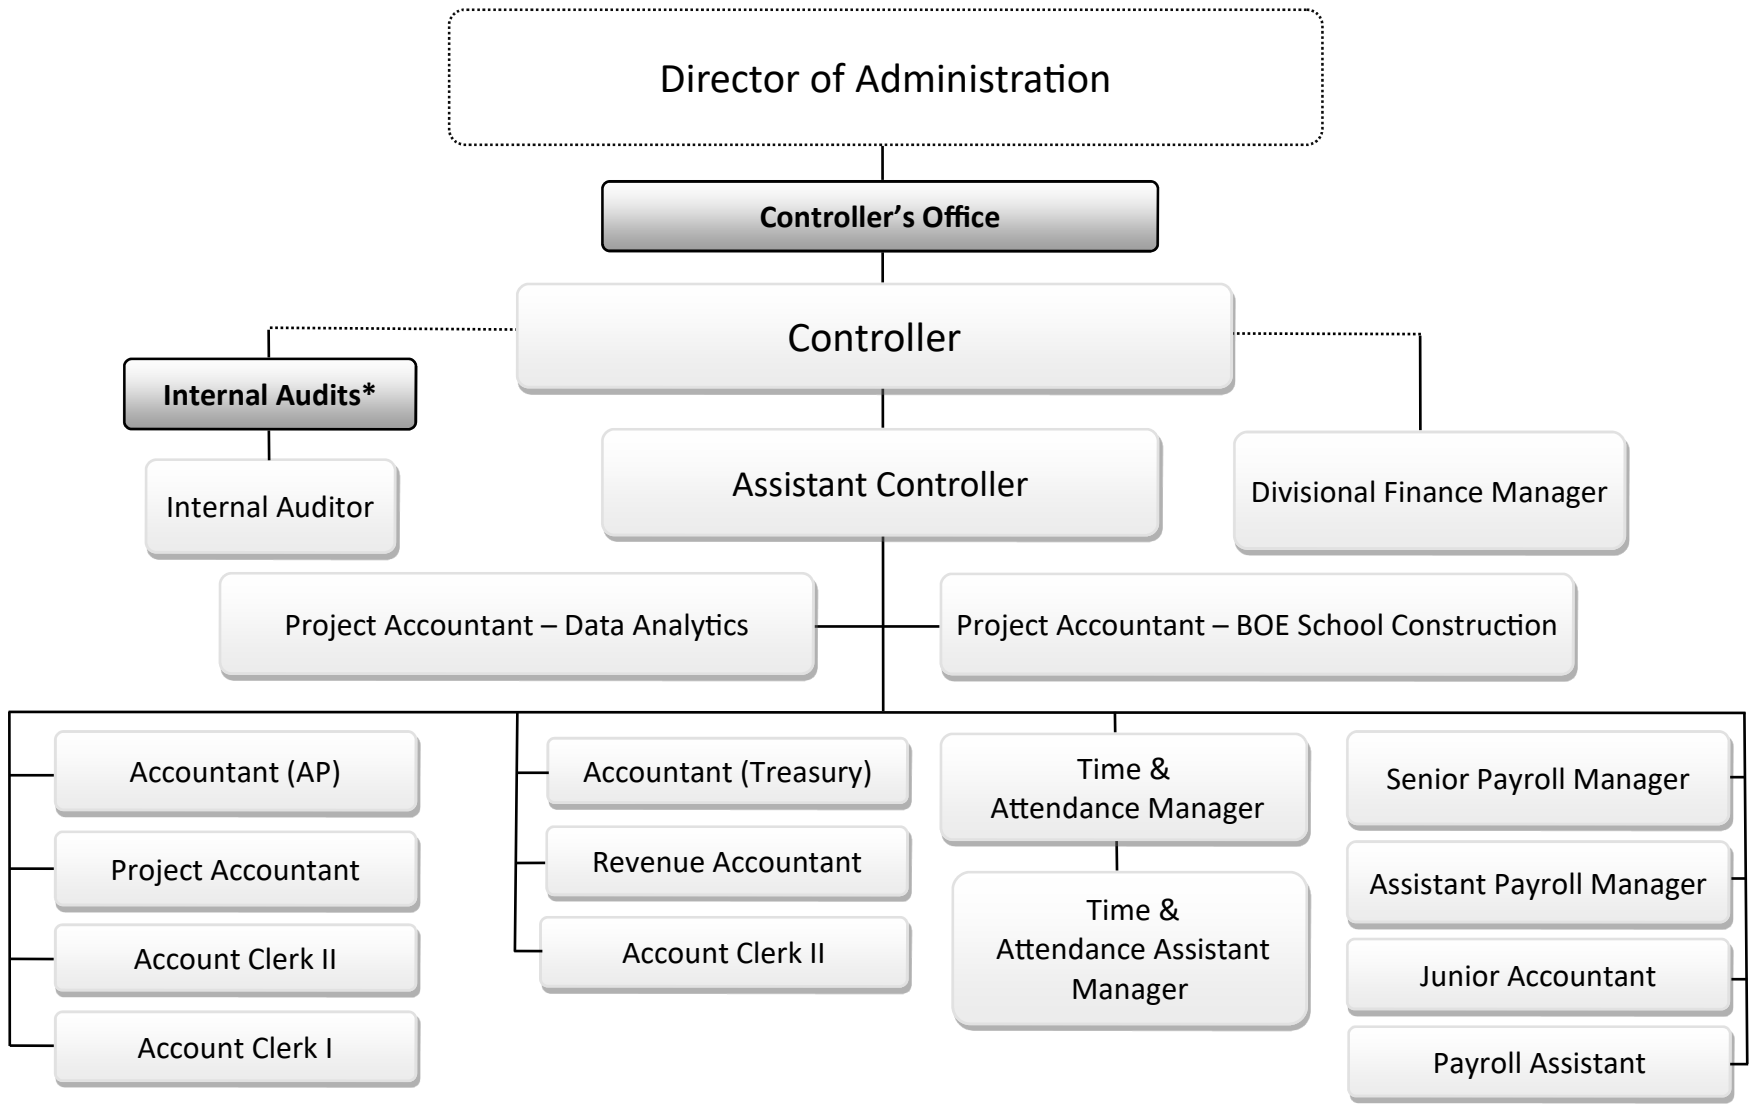 Director of Administration
Controller’s Office
Controller
Internal Audits*
Internal Auditor
Assistant Controller
Divisional Finance Manager
Project Accountant – Data Analytics
Project Accountant – BOE School Construction
Accountant (AP)
Project Accountant
Account Clerk II
Account Clerk I
Accountant (Treasury)
Revenue Accountant
Account Clerk II
Time &
Attendance Manager
Time &
Attendance Assistant
Manager
Senior Payroll Manager
Assistant Payroll Manager
Junior Accountant
Payroll Assistant